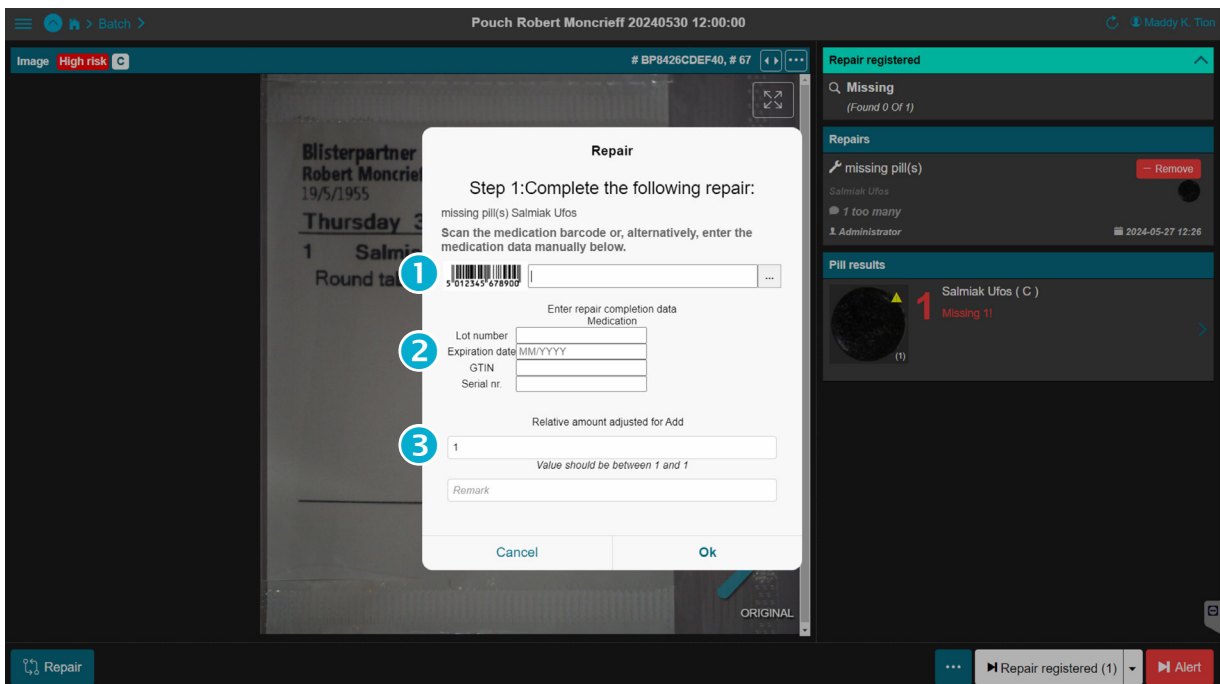 > Batch >
Pouch Robert Moncrieff 20240530 12:00:00
Maddy K. Tion
Image High risk C
# BP8426CDEF40, # 67
Blisterpartner
Robert Moncrie
19/5/1955
Thursday 3
1 Salmi
Round ta
ORIGINAL
Repair
Step 1:Complete the following repair:
missing pill(s) Salmiak Ufos
Scan the medication barcode or, alternatively, enter the
medication data manually below.
1
5 012345 678900
...
Enter repair completion data
Medication
Lot number
2
Expiration date MM/YYYY
GTIN
Serial nr.
Relative amount adjusted for Add
3
1
Value should be between 1 and 1
Remark
Cancel
Ok
Repair registered
Missing
(Found 0 Of 1)
Repairs
missing pill(s)
Remove
Salmiak Ufos
1 too many
Administrator
2024-05-27 12:26
Pill results
Salmiak Ufos ( C )
1
Missing 1!
(1)
Repair
...
Repair registered (1)
Alert